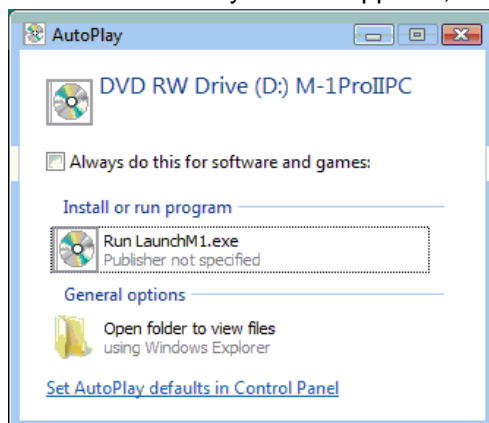 AutoPlay
DVD RW Drive (D:) M-1ProIIPC
Always do this for software and games:
Install or run program
Run LaunchM1.exe
Publisher not specified
General options
Open folder to view files
using Windows Explorer
Set AutoPlay defaults in Control Panel